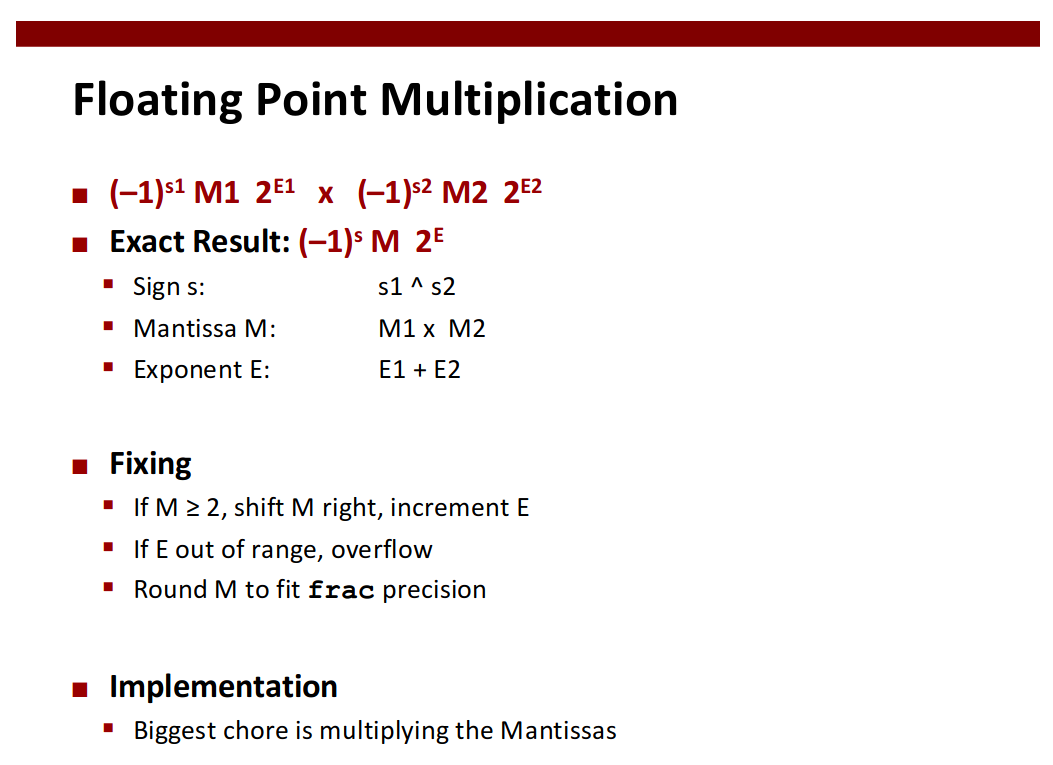 Floating Point Multiplication
(–1)^s1 M1 2^E1 x (–1)^s2 M2 2^E2
Exact Result: (–1)^s M 2^E
Sign s: s1 ^ s2
Mantissa M: M1 x M2
Exponent E: E1 + E2
Fixing
If M ≥ 2, shift M right, increment E
If E out of range, overflow
Round M to fit frac precision
Implementation
Biggest chore is multiplying the Mantissas